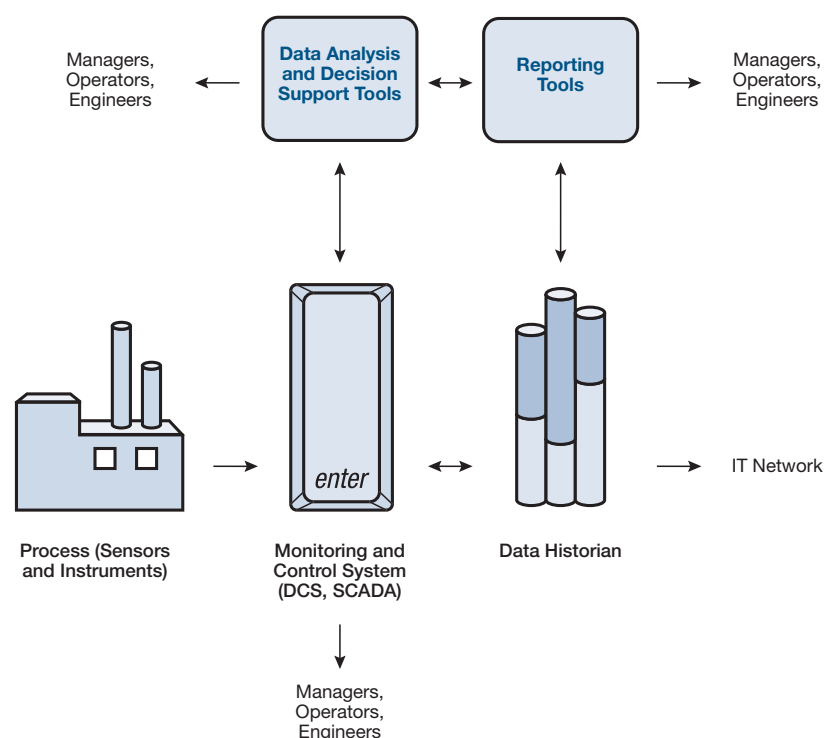 Managers,
Operators,
Engineers
Data Analysis
and Decision
Support Tools
Reporting
Tools
Managers,
Operators,
Engineers
enter
IT Network
Process (Sensors
and Instruments)
Monitoring and
Control System
(DCS, SCADA)
Data Historian
Managers,
Operators,
Engineers